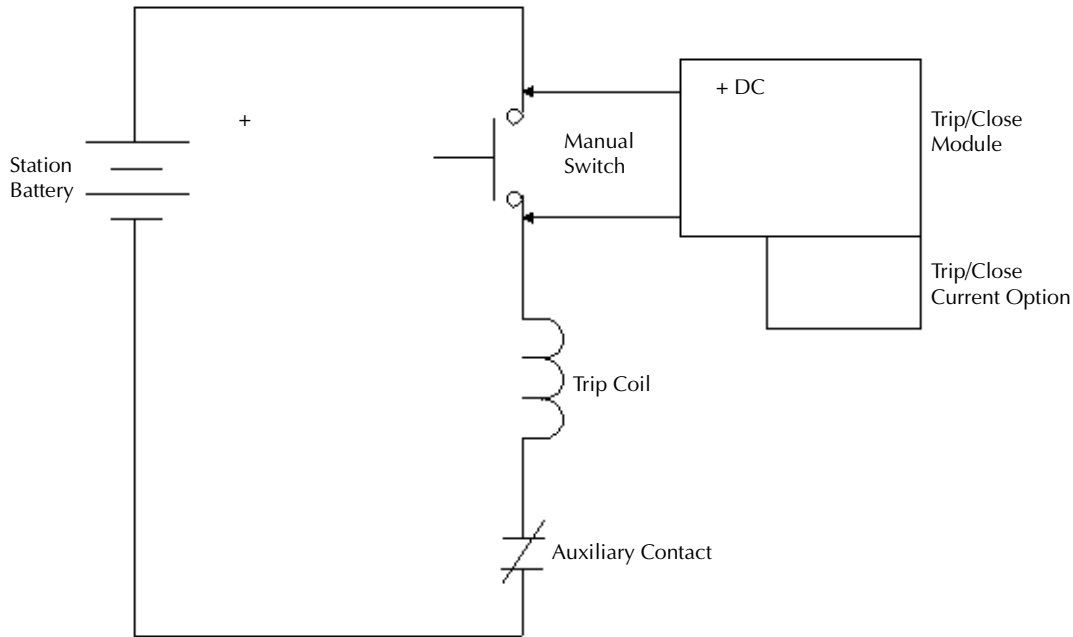 + DC
+
Trip/Close
Module
Manual
Switch
Station
Battery
Trip/Close
Current Option
Trip Coil
Auxiliary Contact